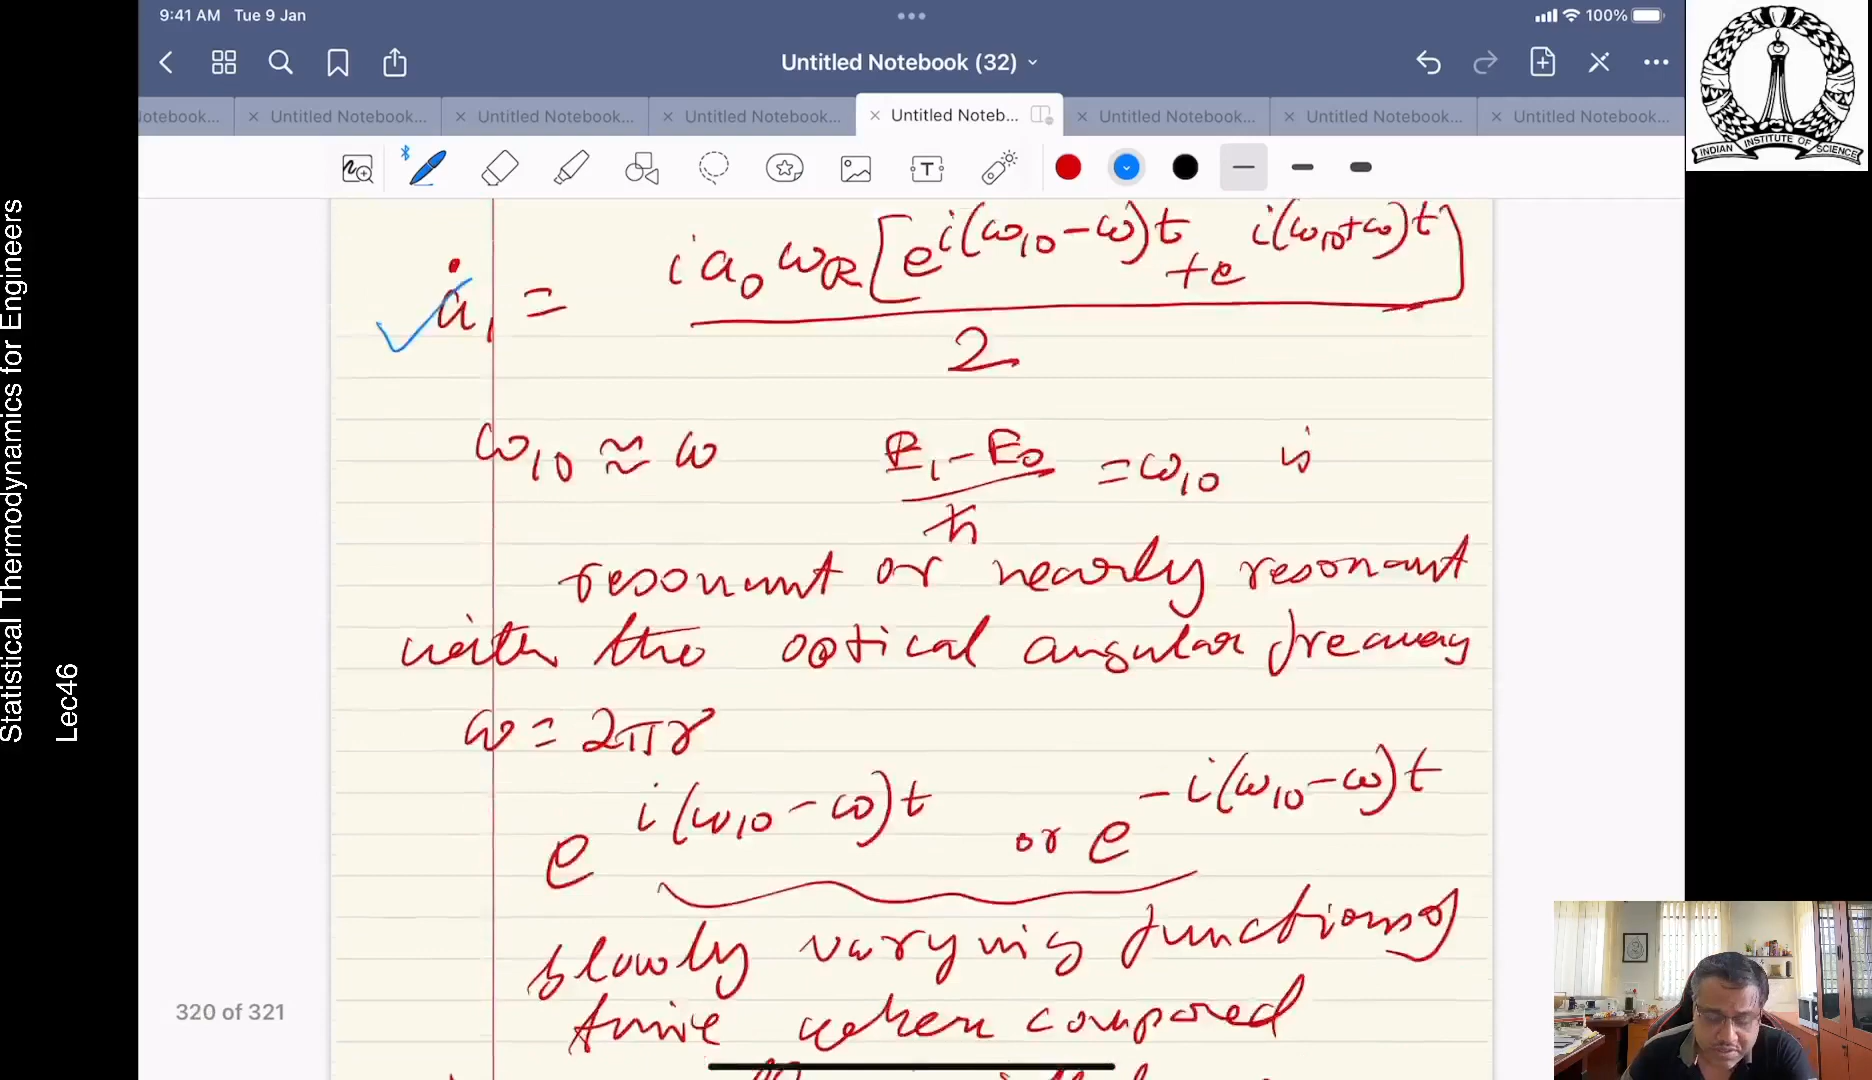 9:41 AM Tue 9 Jan
100%
Untitled Notebook (32)
otebook...
Untitled Notebook...
Untitled Notebook...
Untitled Notebook...
Untitled Noteb...
Untitled Notebook...
Untitled Notebook...
Untitled Notebook...
INDIAN INSTITUTE OF SCIENCE
Statistical Thermodynamics for Engineers
Lec46
ȧ₁ = i a₀ ω_R [e^{i(ω₁₀-ω)t} + e^{i(ω₁₀+ω)t}] / 2
ω₁₀ ≈ ω (E₁-E₀)/ħ = ω₁₀ is
resonant or nearly resonant
with the optical angular
ω = 2πν
e^{i(ω₁₀-ω)t} or e^{-i(ω₁₀-ω)t}
slowly varying functions of
time when compared
320 of 321